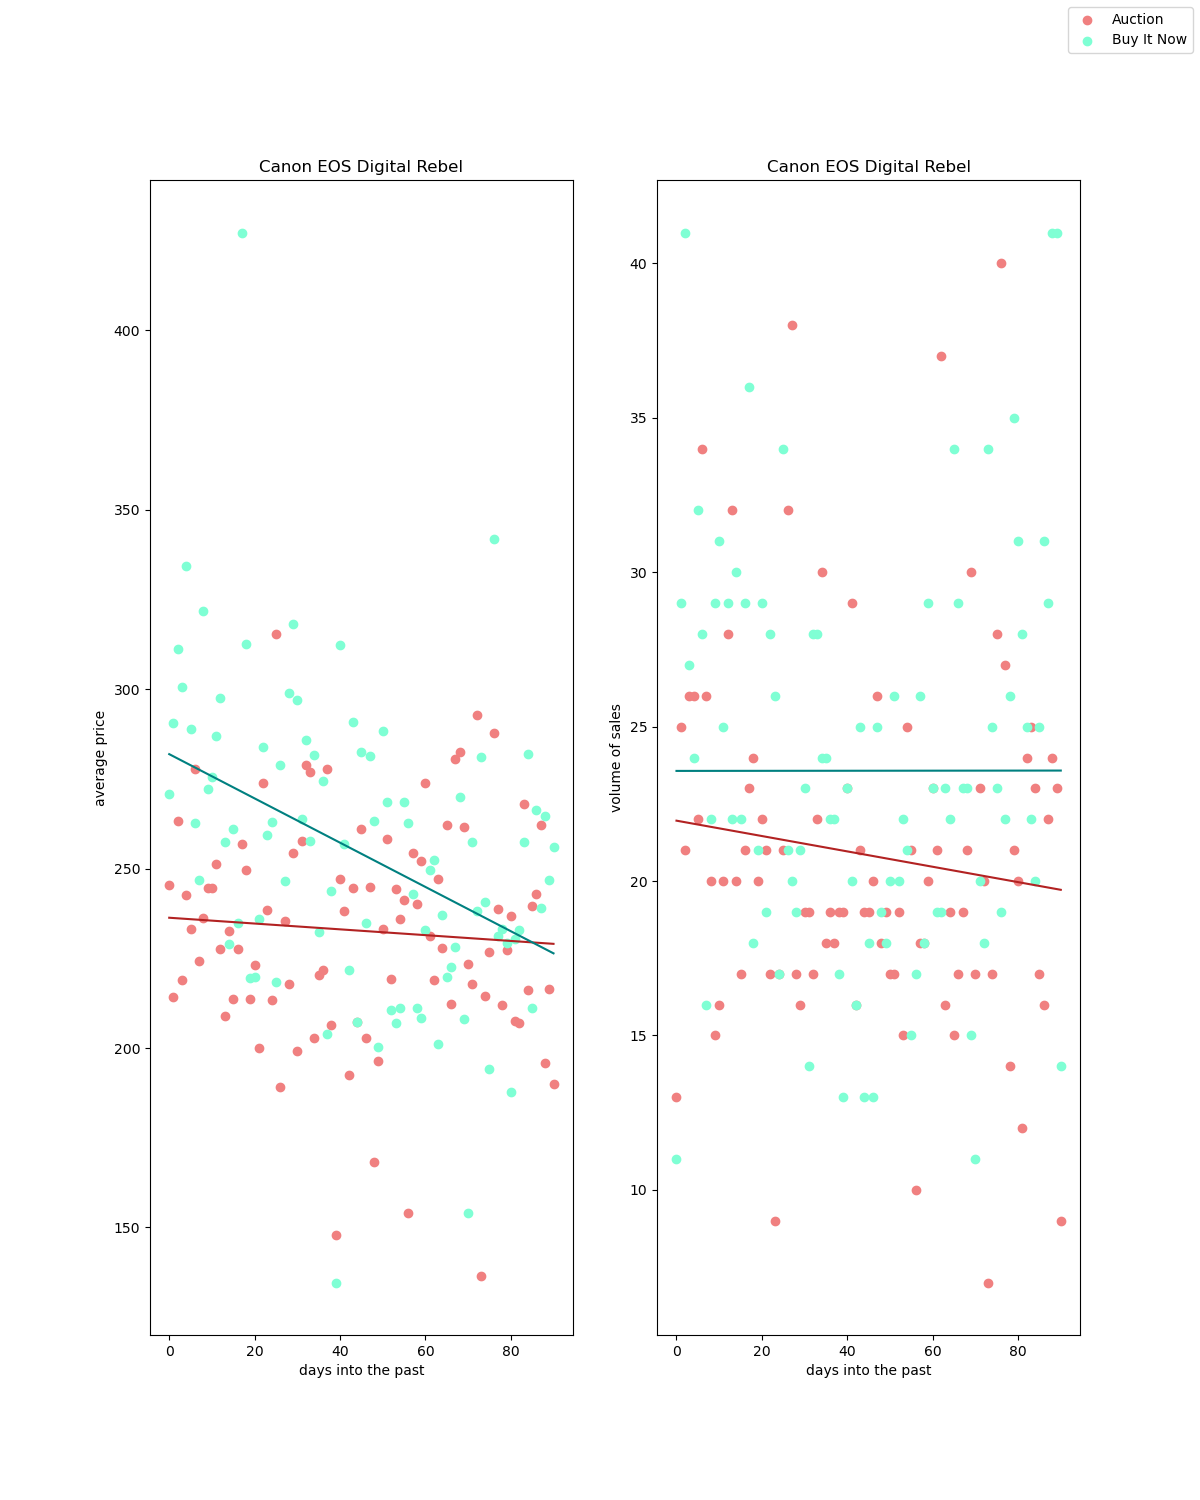 Auction
Buy It Now
Canon EOS Digital Rebel
average price
400
350
300
250
200
150
0 20 40 60 80
days into the past
Canon EOS Digital Rebel
volume of sales
40
35
30
25
20
15
10
0 20 40 60 80
days into the past